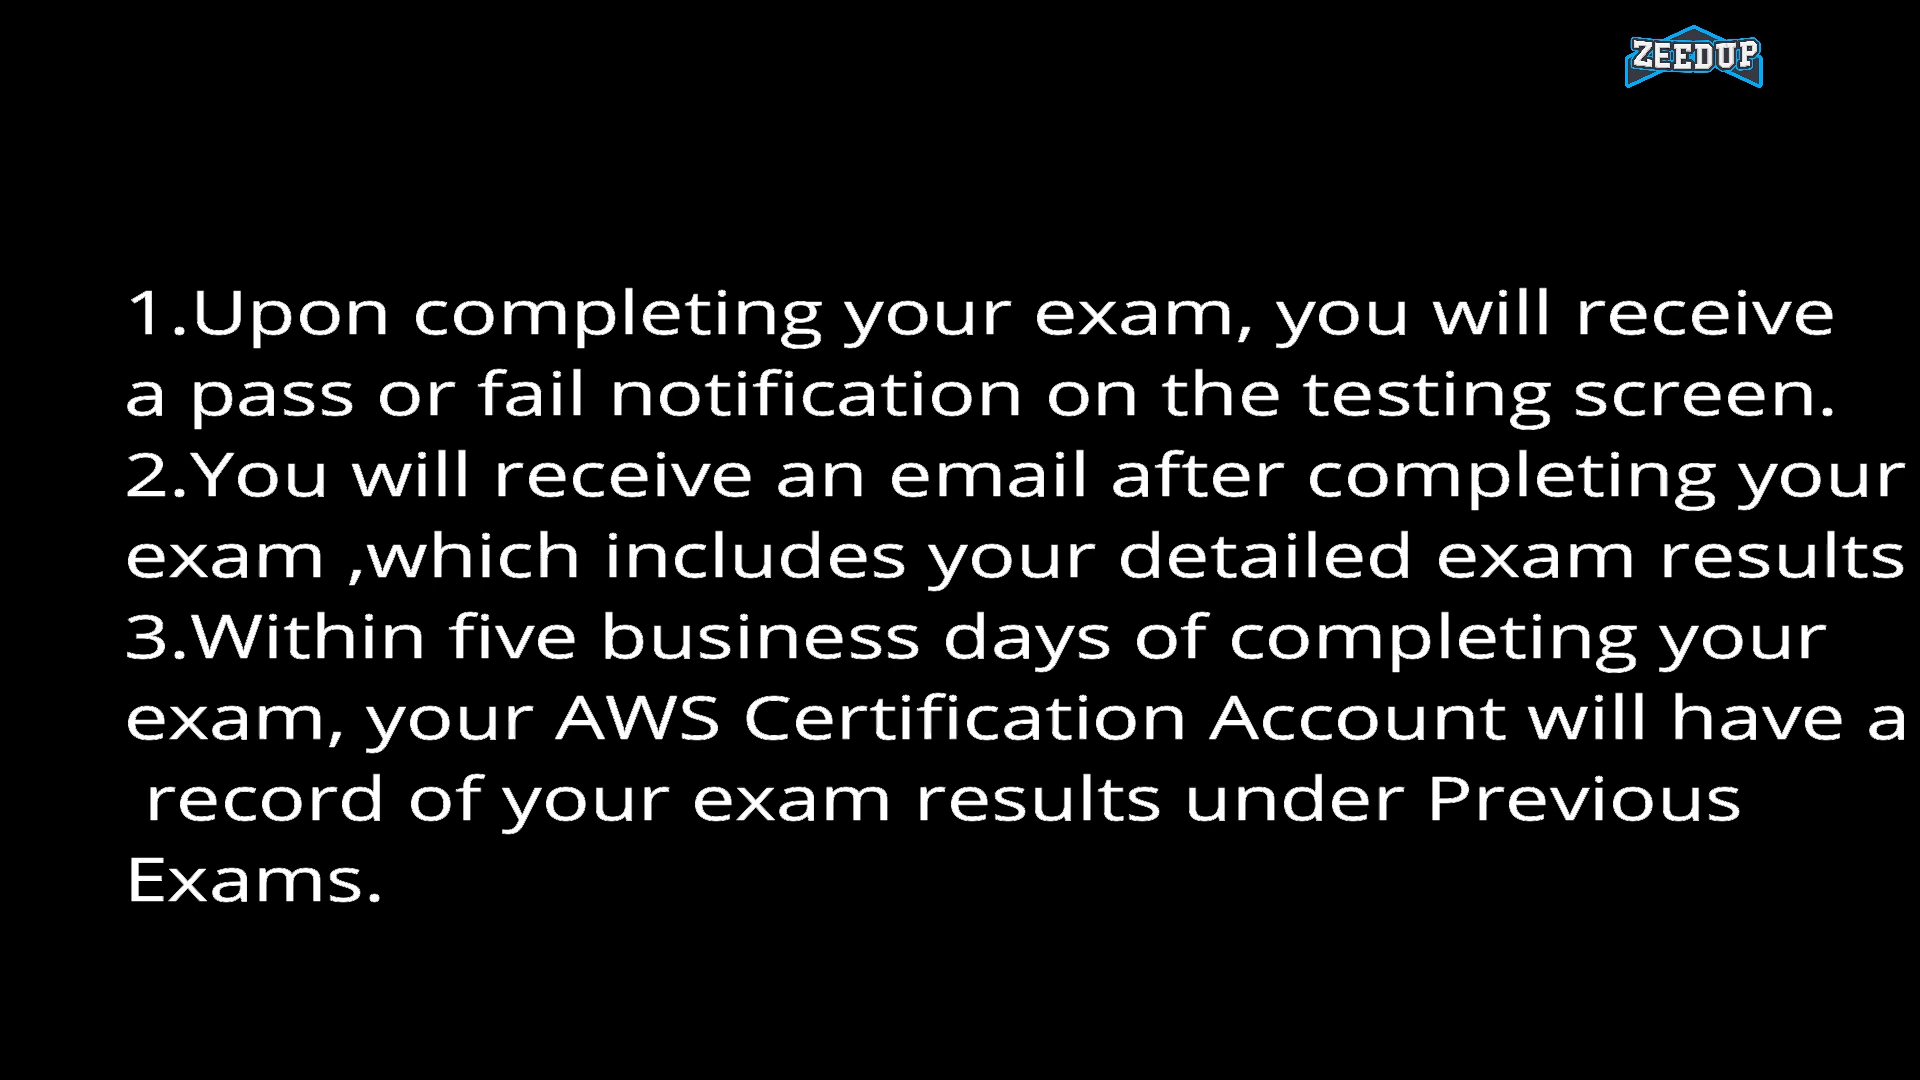 ZEEDUP
1.Upon completing your exam, you will receive
a pass or fail notification on the testing screen.
2.You will receive an email after completing your
exam ,which includes your detailed exam results
3.Within five business days of completing your
exam, your AWS Certification Account will have a
record of your exam results under Previous
Exams.